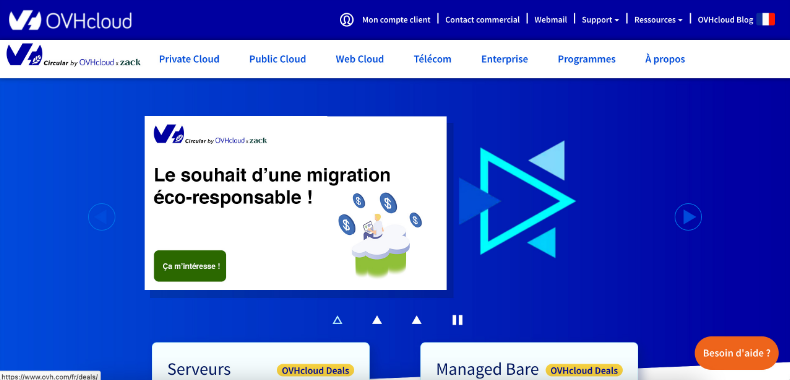 OVHcloud
Mon compte client | Contact commercial | Webmail | Support | Ressources | OVHcloud Blog
Circular by OVHcloud & zack
Private Cloud Public Cloud Web Cloud Télécom Enterprise Programmes À propos
Circular by OVHcloud & zack
Le souhait d'une migration
éco-responsable !
Ça m'intéresse !
Serveurs OVHcloud Deals
Managed Bare OVHcloud Deals
Besoin d'aide ?
https://www.ovh.com/fr/deals/